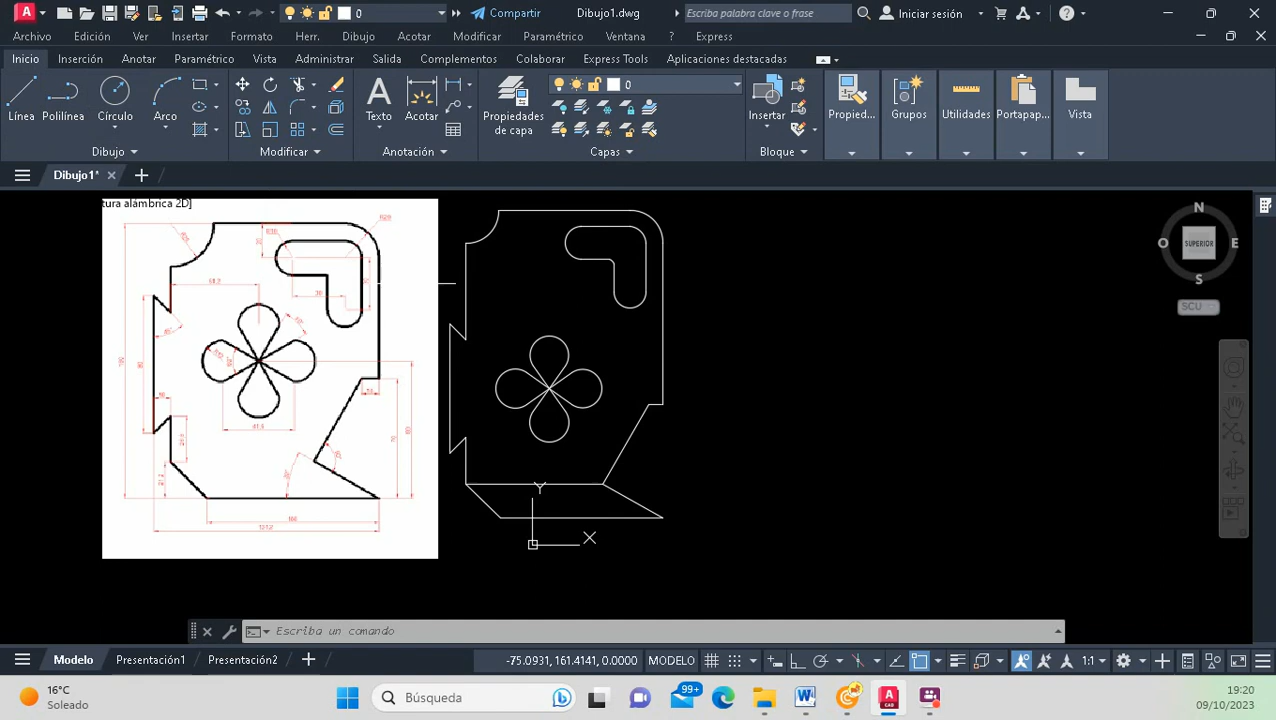 CAD
0
Compartir
Dibujo1.dwg
Escriba palabra clave o frase
Iniciar sesión
?
Archivo Edición Ver Insertar Formato Herr. Dibujo Acotar Modificar Paramétrico Ventana ? Express
Inicio Inserción Anotar Paramétrico Vista Administrar Salida Complementos Colaborar Express Tools Aplicaciones destacadas
0
Línea Polilínea Círculo Arco
A
Texto Acotar
Propiedades
de capa
Insertar
Propied... Grupos Utilidades Portapap... Vista
Dibujo Modificar Anotación Capas Bloque
Dibujo1*
tura alámbrica 2D]
N
O SUPERIOR E
S
SCU
Y
X
Escriba un comando
Modelo Presentación1 Presentación2
-75.0931, 161.4141, 0.0000 MODELO 1:1
16°C
Soleado
Búsqueda
99+
CAD
19:20
09/10/2023